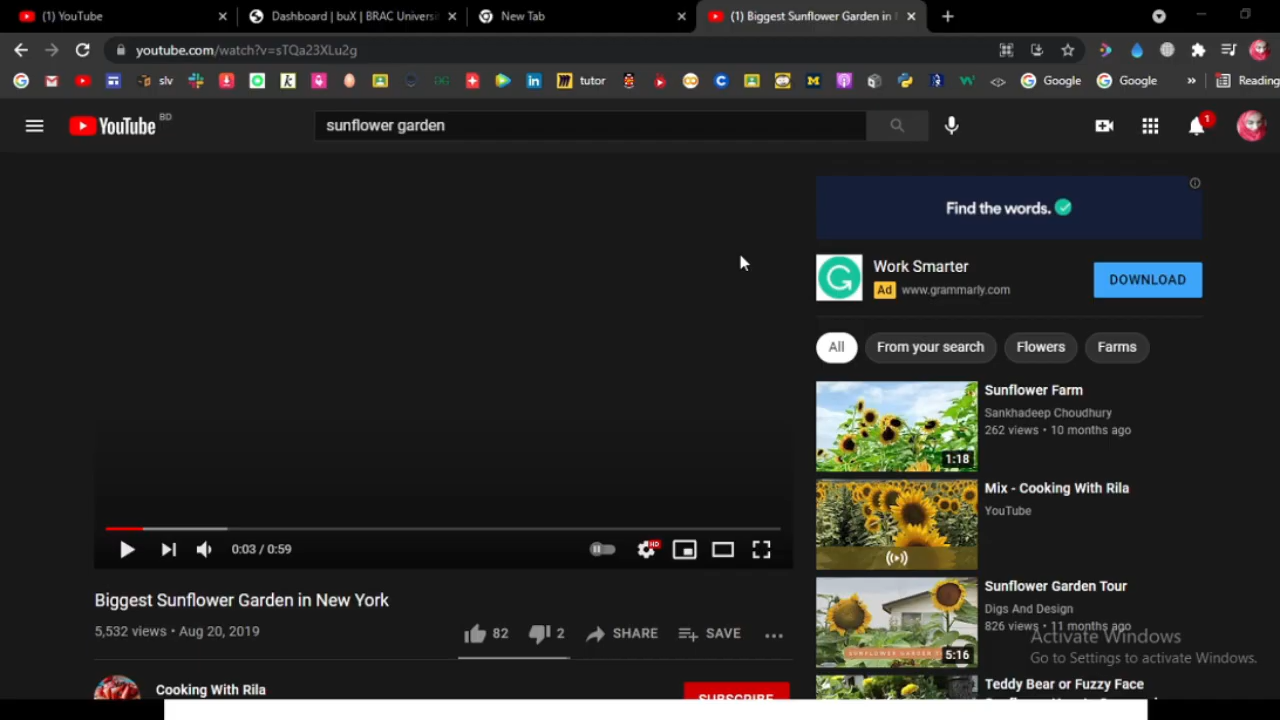 (1) YouTube
Dashboard | buX | BRAC Universi
New Tab
(1) Biggest Sunflower Garden in
youtube.com/watch?v=sTQa23XLu2g
slv
tutor
Google
Google
Reading
YouTube BD
sunflower garden
1
Find the words.
Work Smarter
Ad www.grammarly.com
DOWNLOAD
All
From your search
Flowers
Farms
Sunflower Farm
Sankhadeep Choudhury
262 views • 10 months ago
1:18
Mix - Cooking With Rila
YouTube
0:03 / 0:59
HD
Sunflower Garden Tour
Digs And Design
826 views • 11 months ago
5:16
Biggest Sunflower Garden in New York
5,532 views • Aug 20, 2019
82
2
SHARE
SAVE
Activate Windows
Go to Settings to activate Windows.
Teddy Bear or Fuzzy Face
Cooking With Rila
SUBSCRIBE